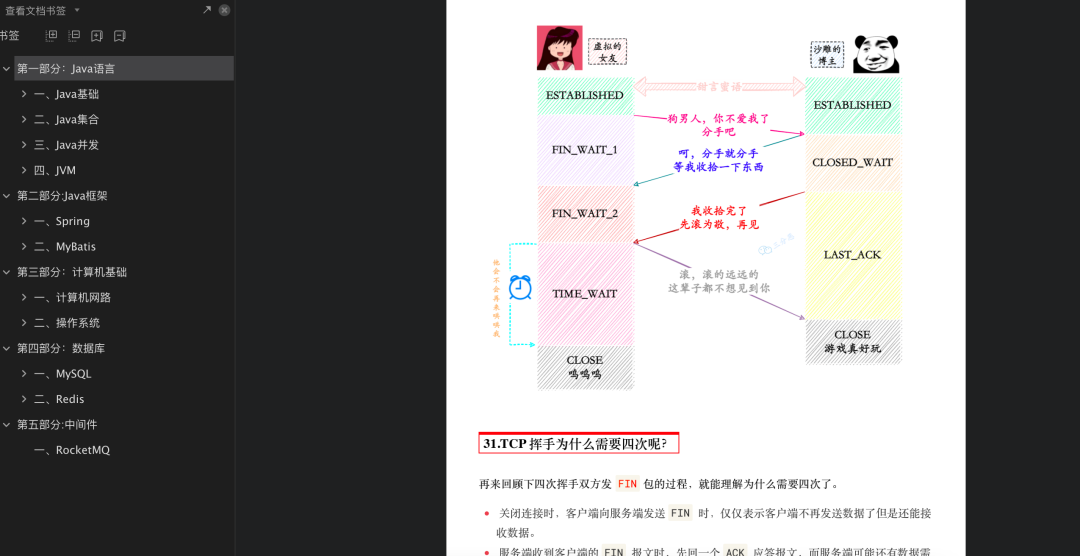 查看文档书签
书签
第一部分：Java语言
一、Java基础
二、Java集合
三、Java并发
四、JVM
第二部分:Java框架
一、Spring
二、MyBatis
第三部分：计算机基础
一、计算机网路
二、操作系统
第四部分：数据库
一、MySQL
二、Redis
第五部分:中间件
一、RocketMQ
虚拟的
女友
沙雕的
博主
ESTABLISHED
甜言蜜语
ESTABLISHED
狗男人，你不爱我了
分手吧
FIN_WAIT_1
呵，分手就分手
等我收拾一下东西
CLOSED_WAIT
FIN_WAIT_2
我收拾完了
先滚为敬，再见
LAST_ACK
滚，滚的远远的
这辈子都不想见到你
TIME_WAIT
CLOSE
呜呜呜
CLOSE
游戏真好玩
31.TCP 挥手为什么需要四次呢？
再来回顾下四次挥手双方发 FIN 包的过程，就能理解为什么需要四次了。
关闭连接时，客户端向服务端发送 FIN 时，仅仅表示客户端不再发送数据了但是还能接
收数据。
服务端收到客户端的 FIN 报文时，先回一个 ACK 应答报文，而服务端可能还有数据需